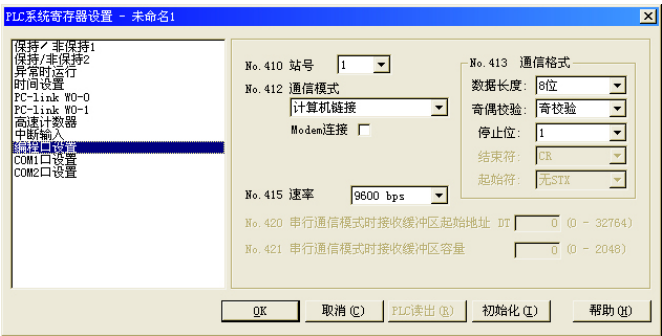 PLC系统寄存器设置 - 未命名1
保持/ 非保持1
保持/非保持2
异常时运行
时间设置
PC-link W0-0
PC-link W0-1
高速计数器
中断输入
编程口设置
COM1口设置
COM2口设置
No.410 站号 1
No.412 通信模式
计算机链接
Modem连接
No.413 通信格式
数据长度: 8位
奇偶校验: 奇校验
停止位: 1
结束符: CR
起始符: 无STX
No.415 速率 9600 bps
No.420 串行通信模式时接收缓冲区起始地址 DT 0 (0 - 32764)
No.421 串行通信模式时接收缓冲区容量 0 (0 - 2048)
OK 取消(C) PLC读出(R) 初始化(I) 帮助(H)